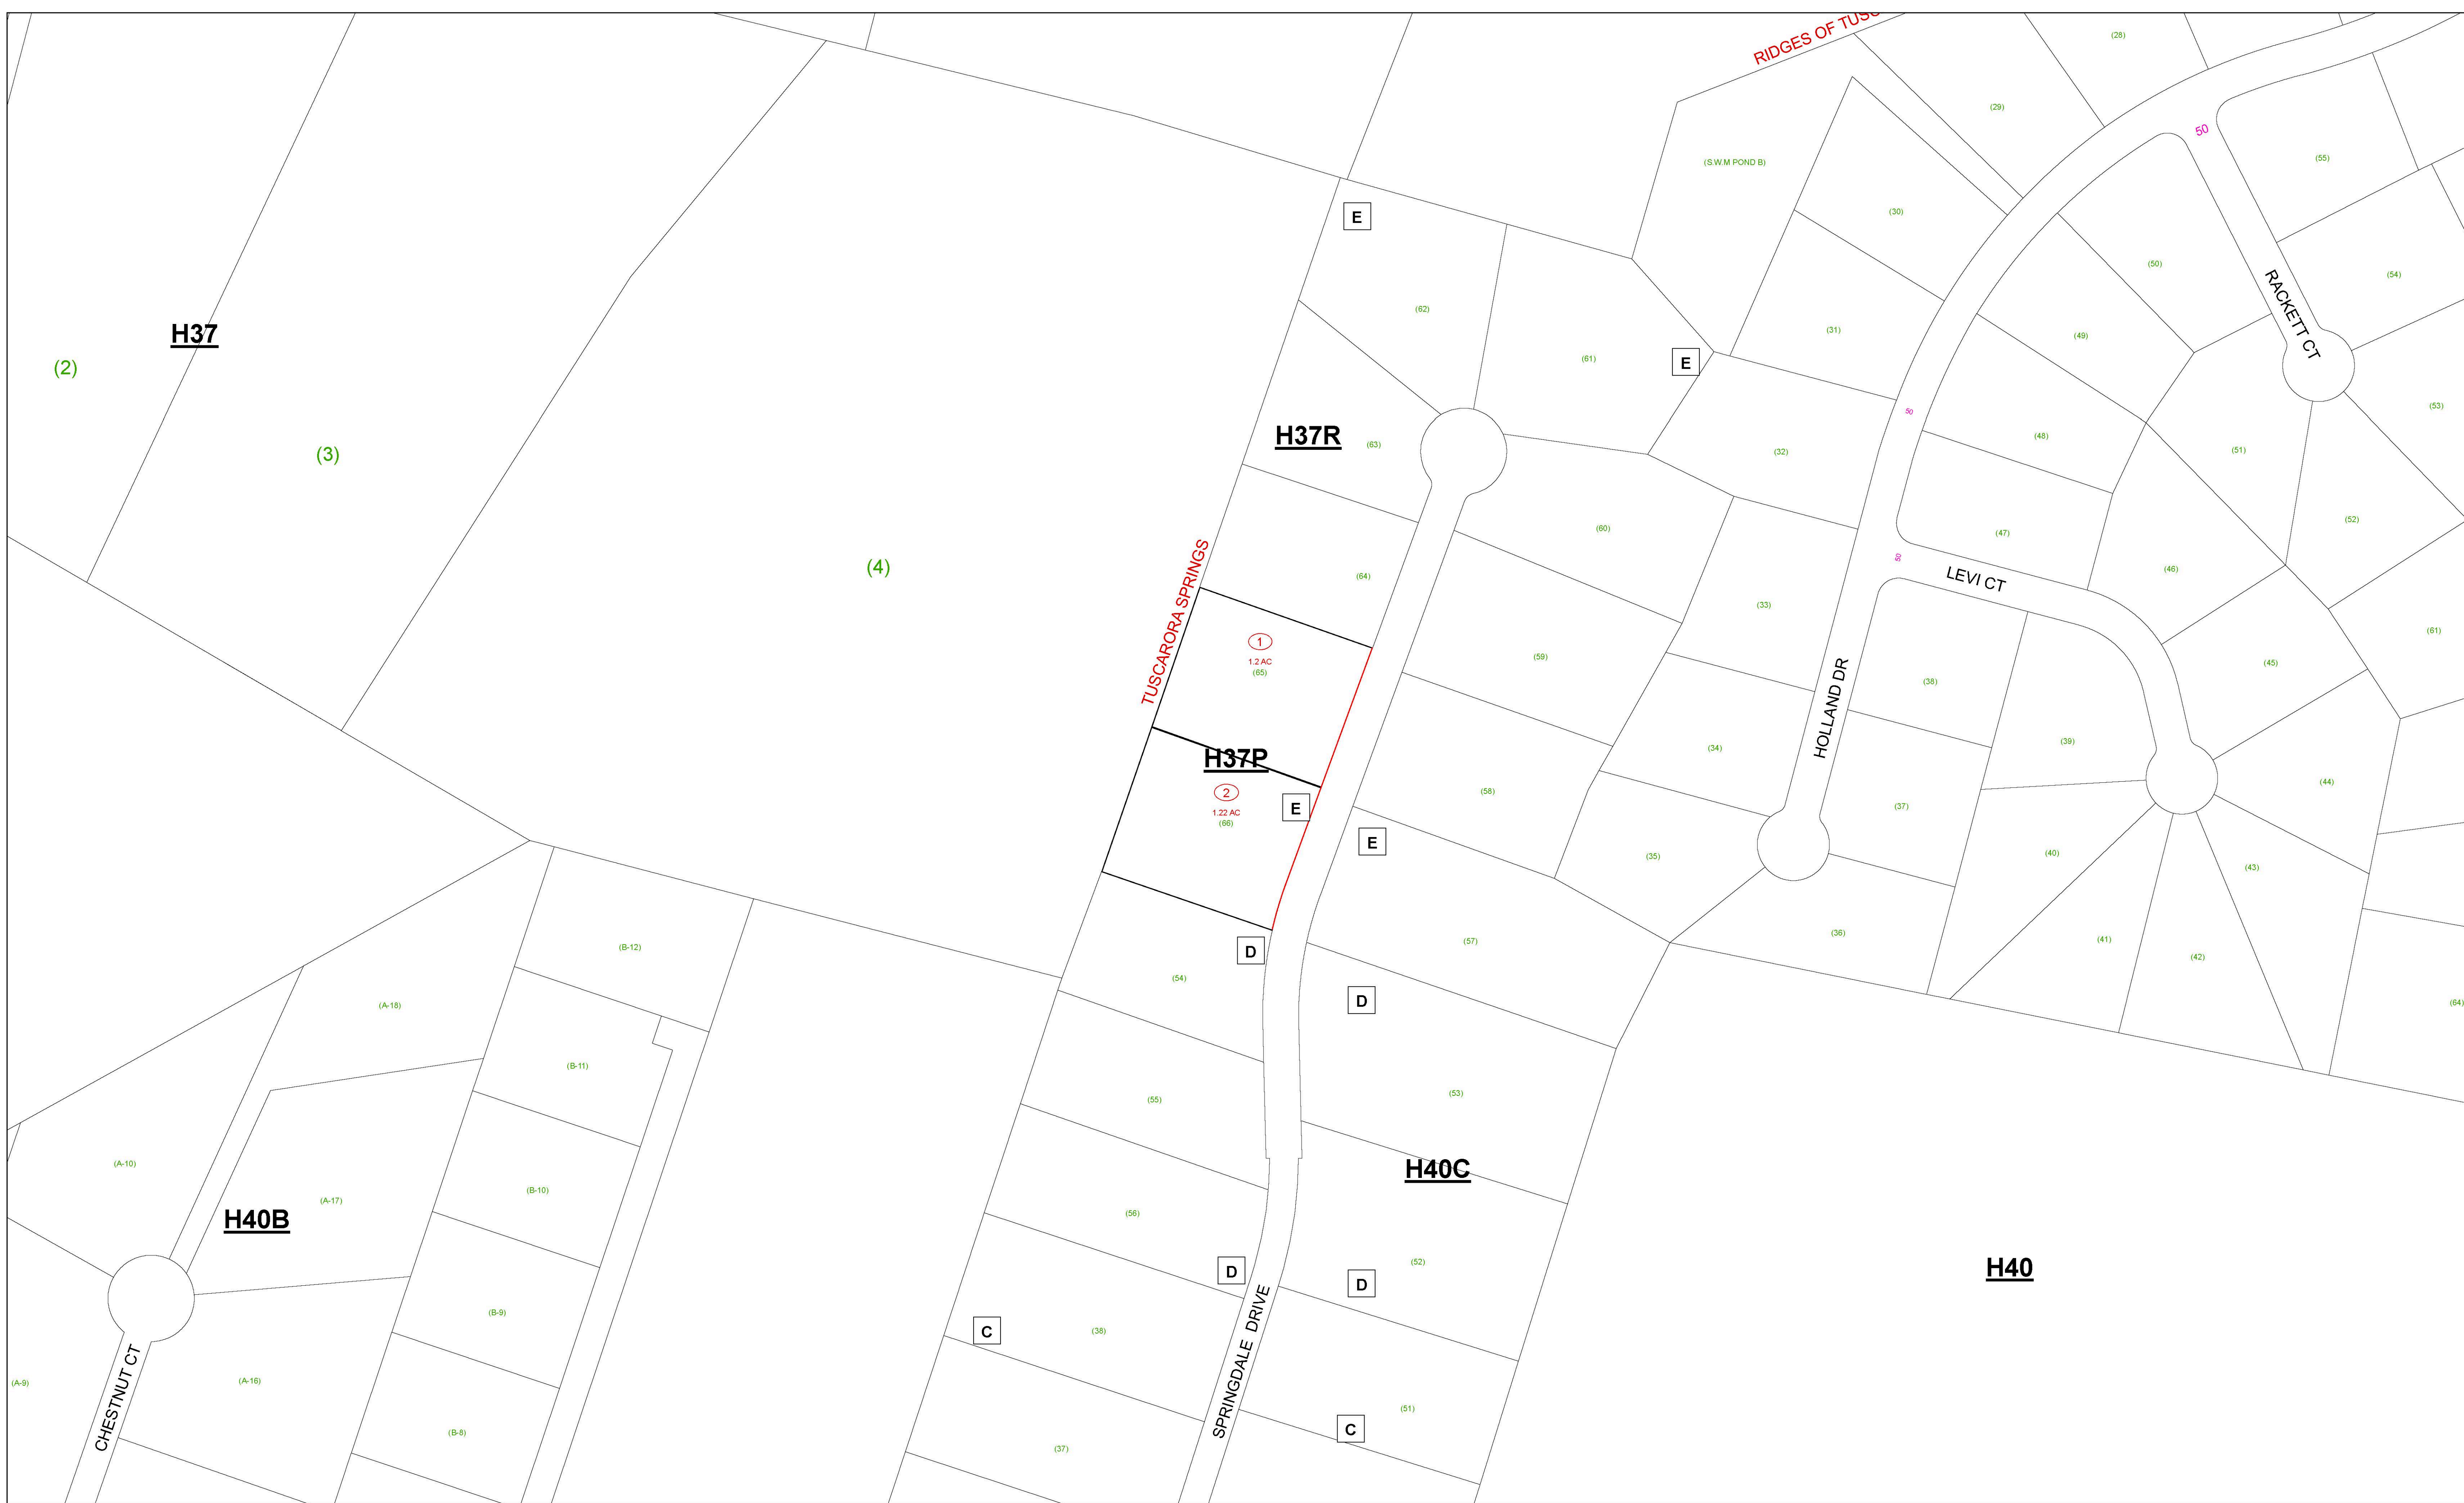 RIDGES OF TUSC
(28)
(29)
50
(55)
(S.W.M POND B)
(30)
E
(50)
(54)
RACKETT CT
(62)
(31)
(49)
H37
(61)
E
(2)
(53)
50
H37R
(63)
(48)
(51)
(3)
(32)
(52)
(60)
(47)
50
(4)
(46)
(64)
LEVI CT
(33)
TUSCARORA SPRINGS
1
1.2 AC
(65)
(59)
(61)
(45)
(38)
HOLLAND DR
(39)
(34)
H37P
(44)
2
(58)
1.22 AC
(66)
E
(37)
E
(35)
(40)
(43)
(36)
(41)
(57)
(B-12)
D
(42)
(54)
D
(64)
(A-18)
(B-11)
(53)
(55)
(A-10)
H40C
(B-10)
(A-17)
(56)
H40B
(52)
H40
D
D
(B-9)
C
(38)
SPRINGDALE DRIVE
(A-9)
(A-16)
CHESTNUT CT
(51)
C
(B-8)
(37)